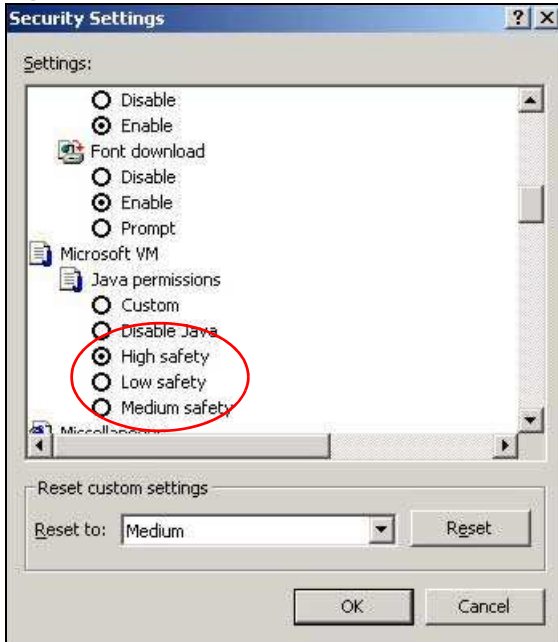 Security Settings
Settings:
Disable
Enable
Font download
Disable
Enable
Prompt
Microsoft VM
Java permissions
Custom
Disable Java
High safety
Low safety
Medium safety
Miscellaneous
Reset custom settings
Reset to: Medium Reset
OK Cancel